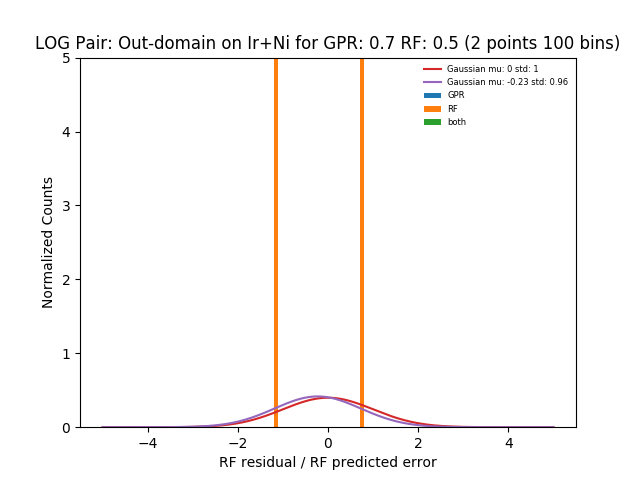 LOG Pair: Out-domain on Ir+Ni for GPR: 0.7 RF: 0.5 (2 points 100 bins)
Gaussian mu: 0 std: 1
Gaussian mu: -0.23 std: 0.96
GPR
RF
both
Normalized Counts
5
4
3
2
1
0
−4
−2
0
2
4
RF residual / RF predicted error